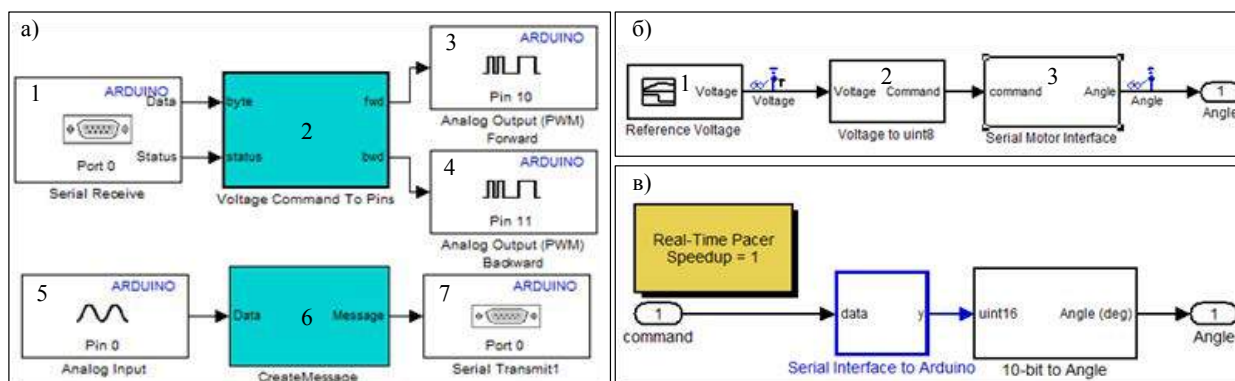 а)
1
ARDUINO
Data
Status
Port 0
Serial Receive
byte
status
2
fwd
bwd
Voltage Command To Pins
3
ARDUINO
Pin 10
Analog Output (PWM)
Forward
4
ARDUINO
Pin 11
Analog Output (PWM)
Backward
5
ARDUINO
Pin 0
Analog Input
Data
6
Message
CreateMessage
7
ARDUINO
Port 0
Serial Transmit1
б)
1
Voltage
Reference Voltage
Voltage
2
Voltage
Command
Voltage to uint8
3
command
Angle
Serial Motor Interface
Angle
1
Angle
в)
Real-Time Pacer
Speedup = 1
1
command
data
y
Serial Interface to Arduino
uint16
Angle (deg)
10-bit to Angle
1
Angle